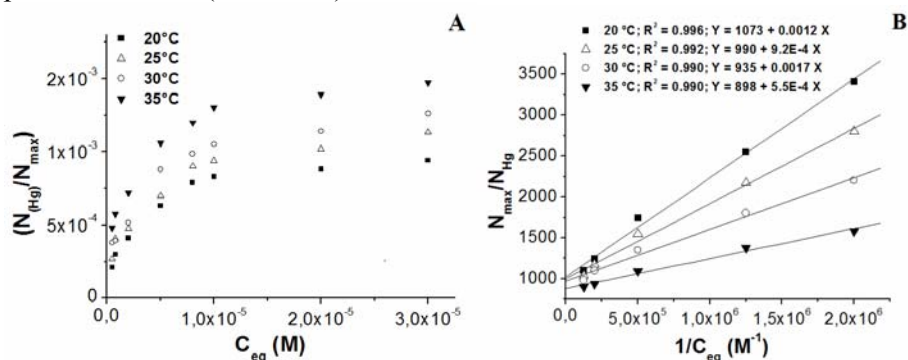 A
20°C
25°C
30°C
35°C
(N(Hg)/Nmax)
2x10⁻³
1x10⁻³
5x10⁻⁴
0
0,0 1,0x10⁻⁵ 2,0x10⁻⁵ 3,0x10⁻⁵
Ceq (M)
B
20 °C; R² = 0.996; Y = 1073 + 0.0012 X
25 °C; R² = 0.992; Y = 990 + 9.2E-4 X
30 °C; R² = 0.990; Y = 935 + 0.0017 X
35 °C; R² = 0.990; Y = 898 + 5.5E-4 X
Nmax/NHg
3500
3000
2500
2000
1500
1000
0,0 5,0x10⁵ 1,0x10⁶ 1,5x10⁶ 2,0x10⁶
1/Ceq (M⁻¹)